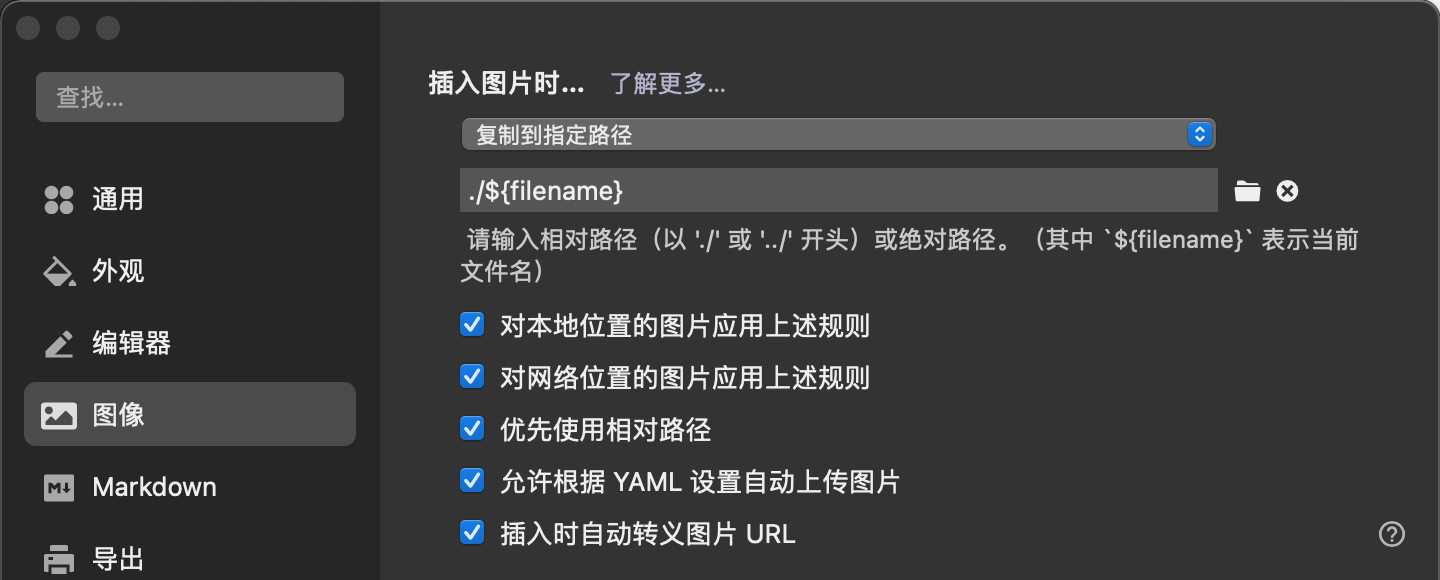 查找...
通用
外观
编辑器
图像
Markdown
导出
插入图片时... 了解更多...
复制到指定路径
./${filename}
请输入相对路径（以 './' 或 '../' 开头）或绝对路径。（其中 `${filename}` 表示当前
文件名）
对本地位置的图片应用上述规则
对网络位置的图片应用上述规则
优先使用相对路径
允许根据 YAML 设置自动上传图片
插入时自动转义图片 URL